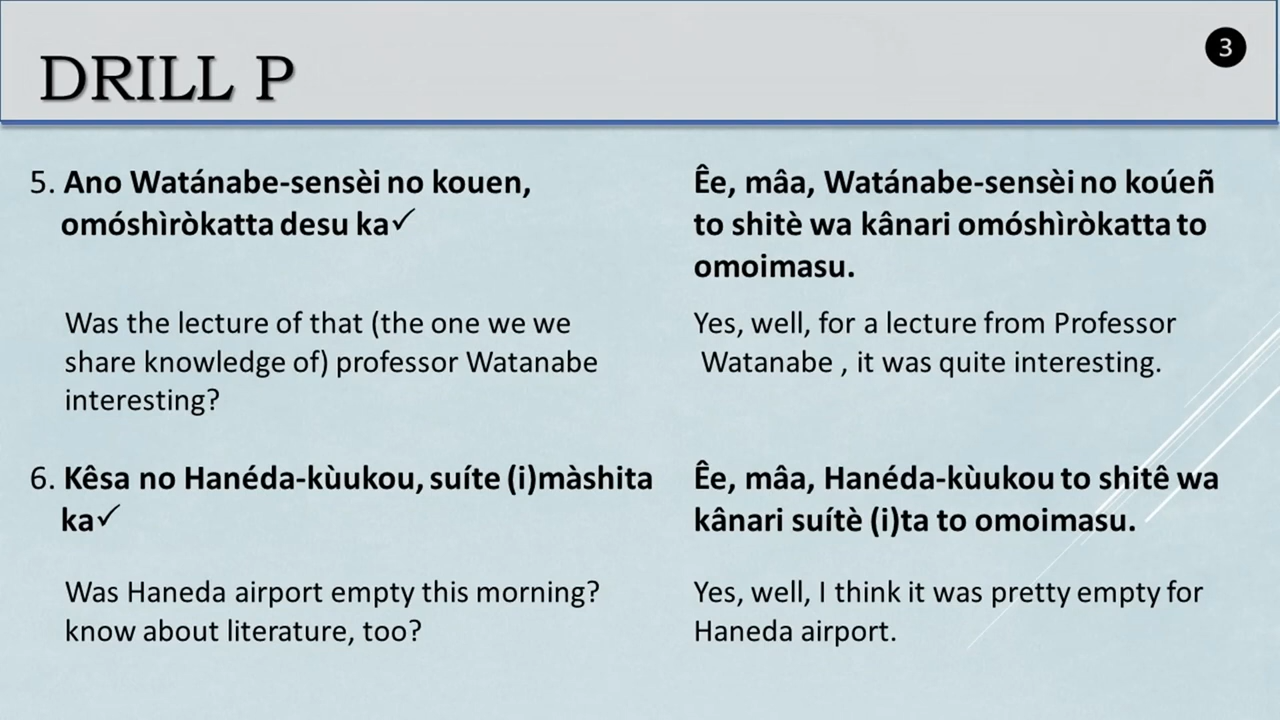 DRILL P
3
5. Ano Watánabe-sensèi no kouen,
omóshìròkatta desu ka✓
Êe, mâa, Watánabe-sensèi no koúeñ
to shitè wa kânari omóshìròkatta to
omoimasu.
Was the lecture of that (the one we we
share knowledge of) professor Watanabe
interesting?
Yes, well, for a lecture from Professor
Watanabe , it was quite interesting.
6. Kêsa no Hanéda-kùukou, suíte (i)màshita
ka✓
Êe, mâa, Hanéda-kùukou to shitê wa
kânari suítè (i)ta to omoimasu.
Was Haneda airport empty this morning?
know about literature, too?
Yes, well, I think it was pretty empty for
Haneda airport.